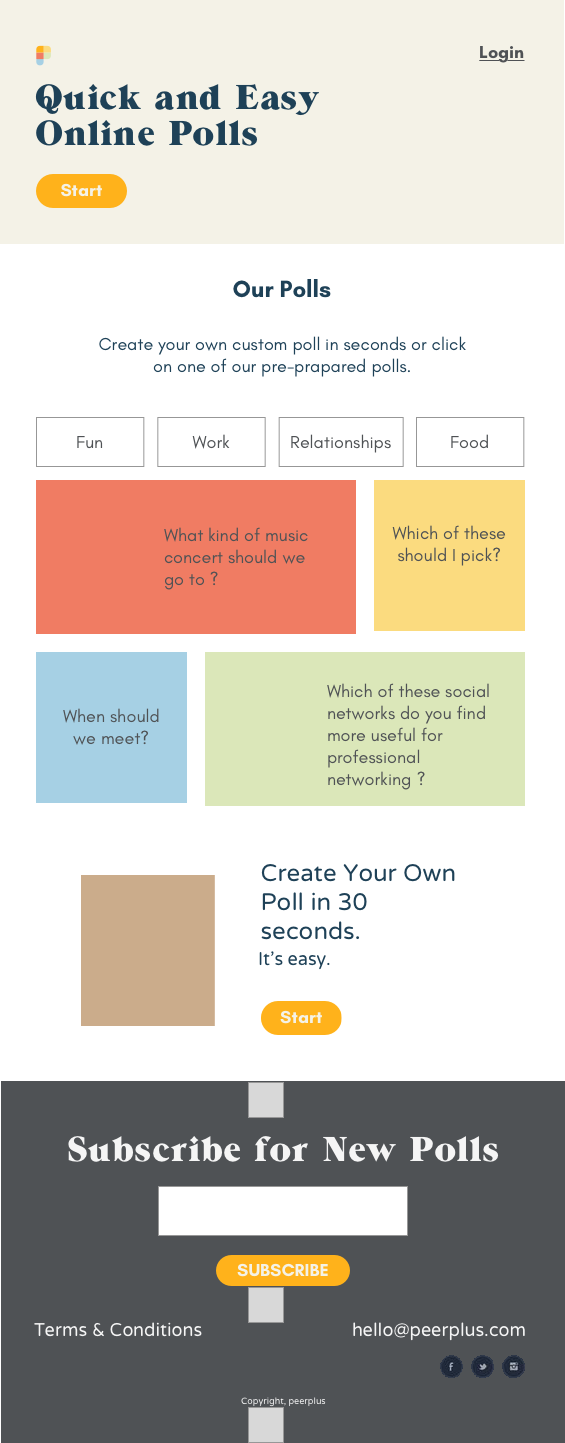 Login
Quick and Easy
Online Polls
Start
Our Polls
Create your own custom poll in seconds or click
on one of our pre-prapared polls.
Fun
Work
Relationships
Food
What kind of music
concert should we
go to ?
Which of these
should I pick?
When should
we meet?
Which of these social
networks do you find
more useful for
professional
networking ?
Create Your Own
Poll in 30
seconds.
It's easy.
Start
Subscribe for New Polls
SUBSCRIBE
Terms & Conditions
hello@peerplus.com
Copyright, peerplus